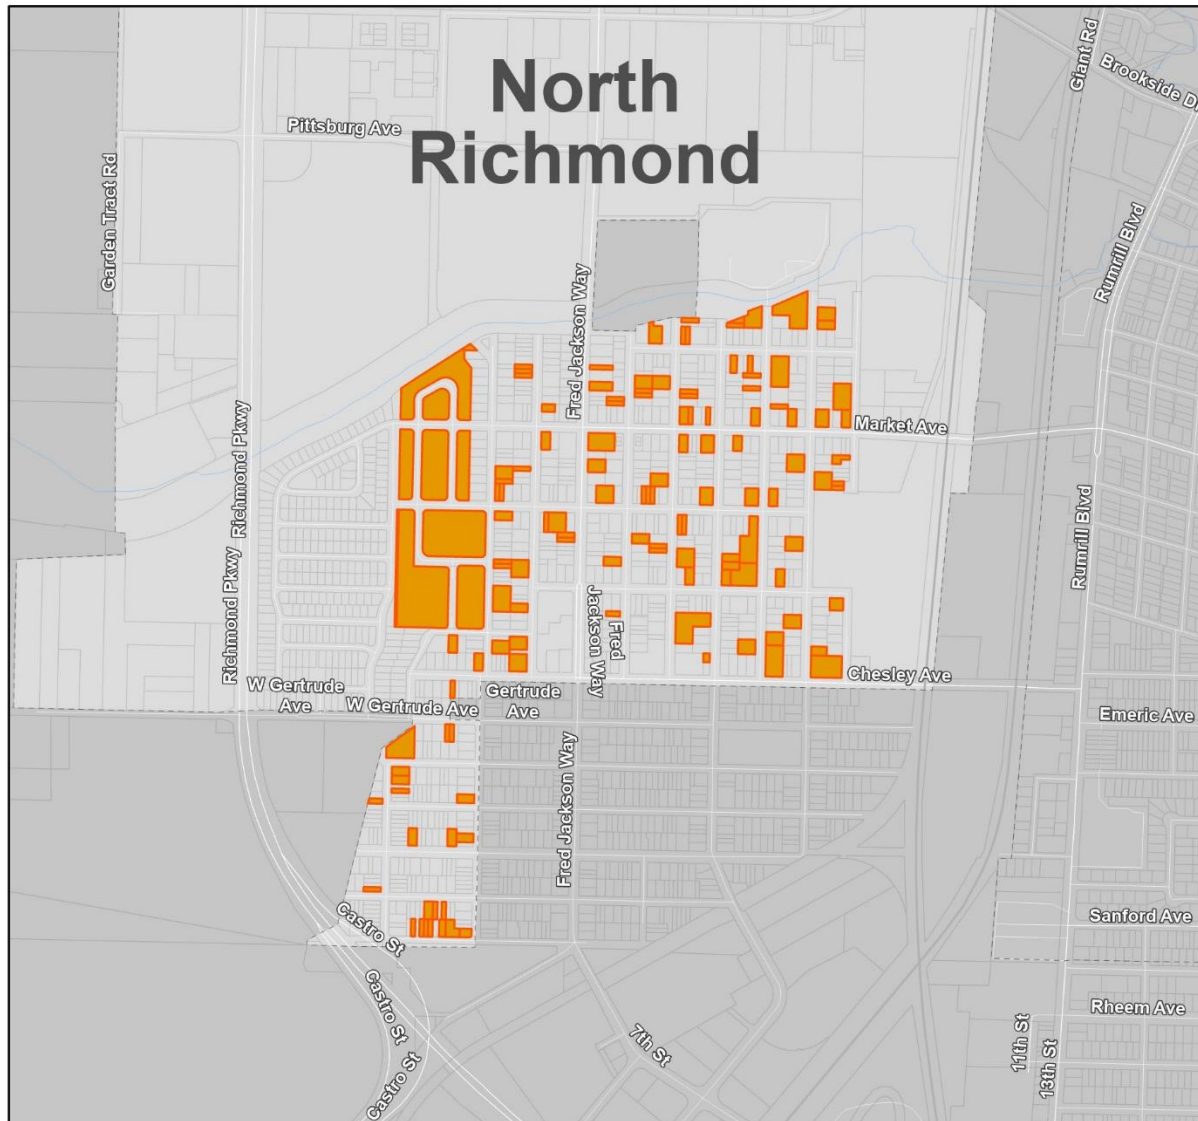 North
Richmond
Giant Rd
Brookside Dr
Pittsburg Ave
Garden Tract Rd
Rumrill Blvd
Fred Jackson Way
Richmond Pkwy
Market Ave
Rumrill Blvd
Richmond Pkwy
Fred
Jackson Way
Chesley Ave
W Gertrude
Ave
W Gertrude Ave
Gertrude
Ave
Emeric Ave
Fred Jackson Way
Castro St
Sanford Ave
Castro St
Rheem Ave
7th St
11th St
13th St
Castro St